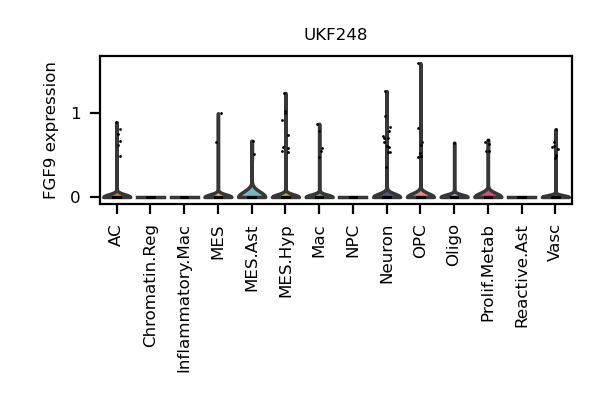 UKF248
FGF9 expression
1
0
AC
Chromatin.Reg
Inflammatory.Mac
MES
MES.Ast
MES.Hyp
Mac
NPC
Neuron
OPC
Oligo
Prolif.Metab
Reactive.Ast
Vasc